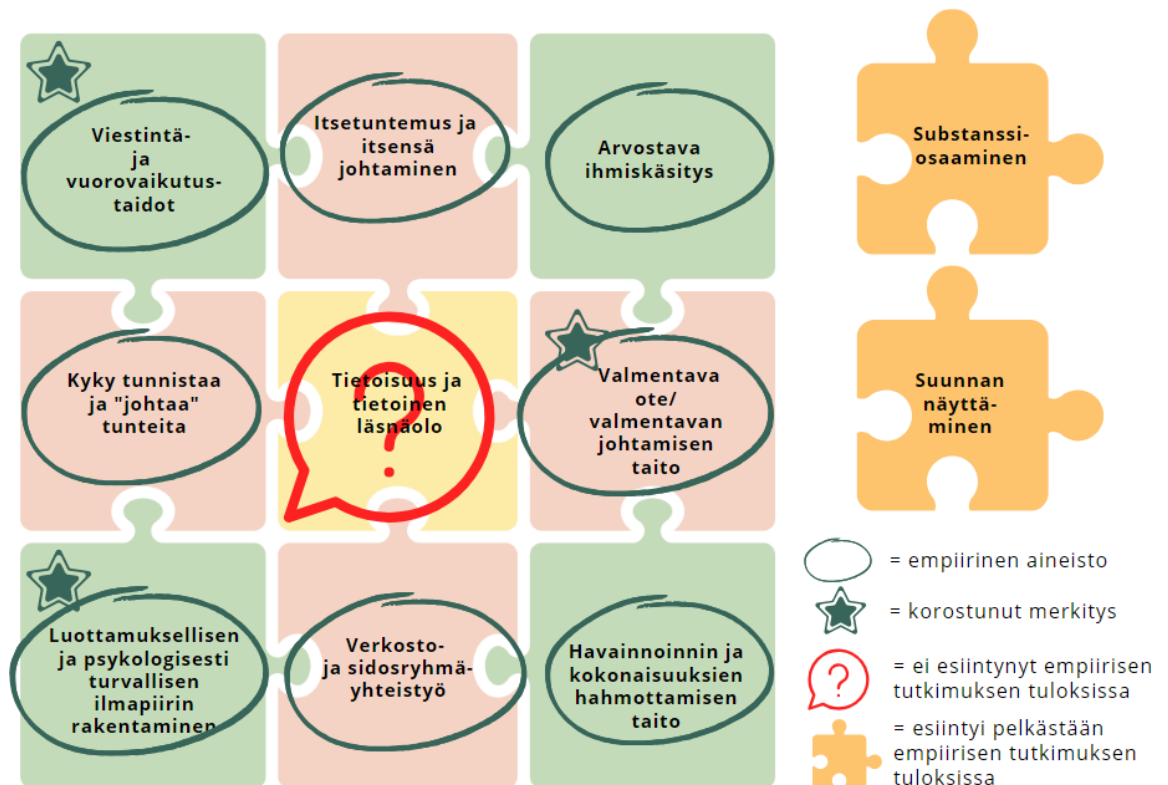 Viestintä-
ja
vuorovaikutus-
taidot
Itsetuntemus ja
itsensä
johtaminen
Arvostava
ihmiskäsitys
Substanssi-
osaaminen
Kyky tunnistaa
ja "johtaa"
tunteita
Tietoisuus ja
tietoinen
läsnäolo
Valmentava
ote/
valmentavan
johtamisen
taito
Suunnan
näyttä-
minen
Luottamuksellisen
ja psykologisesti
turvallisen
ilmapiirin
rakentaminen
Verkosto-
ja sidosryhmä-
yhteistyö
Havainnoinnin ja
kokonaisuuksien
hahmottamisen
taito
= empiirinen aineisto
= korostunut merkitys
= ei esiintynyt empiirisen
tutkimuksen tuloksissa
= esiintyi pelkästään
empiirisen tutkimuksen
tuloksissa